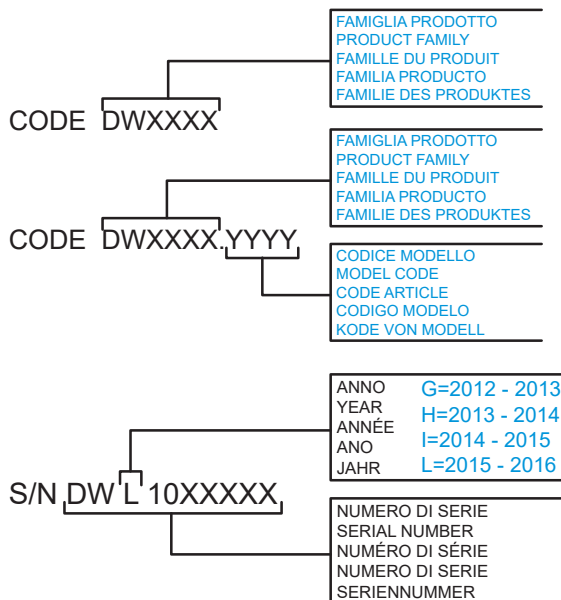 FAMIGLIA PRODOTTO
PRODUCT FAMILY
FAMILLE DU PRODUIT
FAMILIA PRODUCTO
FAMILIE DES PRODUKTES
CODE DWXXXX
FAMIGLIA PRODOTTO
PRODUCT FAMILY
FAMILLE DU PRODUIT
FAMILIA PRODUCTO
FAMILIE DES PRODUKTES
CODE DWXXXX.YYYY
CODICE MODELLO
MODEL CODE
CODE ARTICLE
CODIGO MODELO
KODE VON MODELL
ANNO
YEAR
ANNÉE
ANO
JAHR
G=2012 - 2013
H=2013 - 2014
I=2014 - 2015
L=2015 - 2016
S/N DW L 10XXXXX
NUMERO DI SERIE
SERIAL NUMBER
NUMÉRO DI SÉRIE
NUMERO DI SERIE
SERIENNUMMER